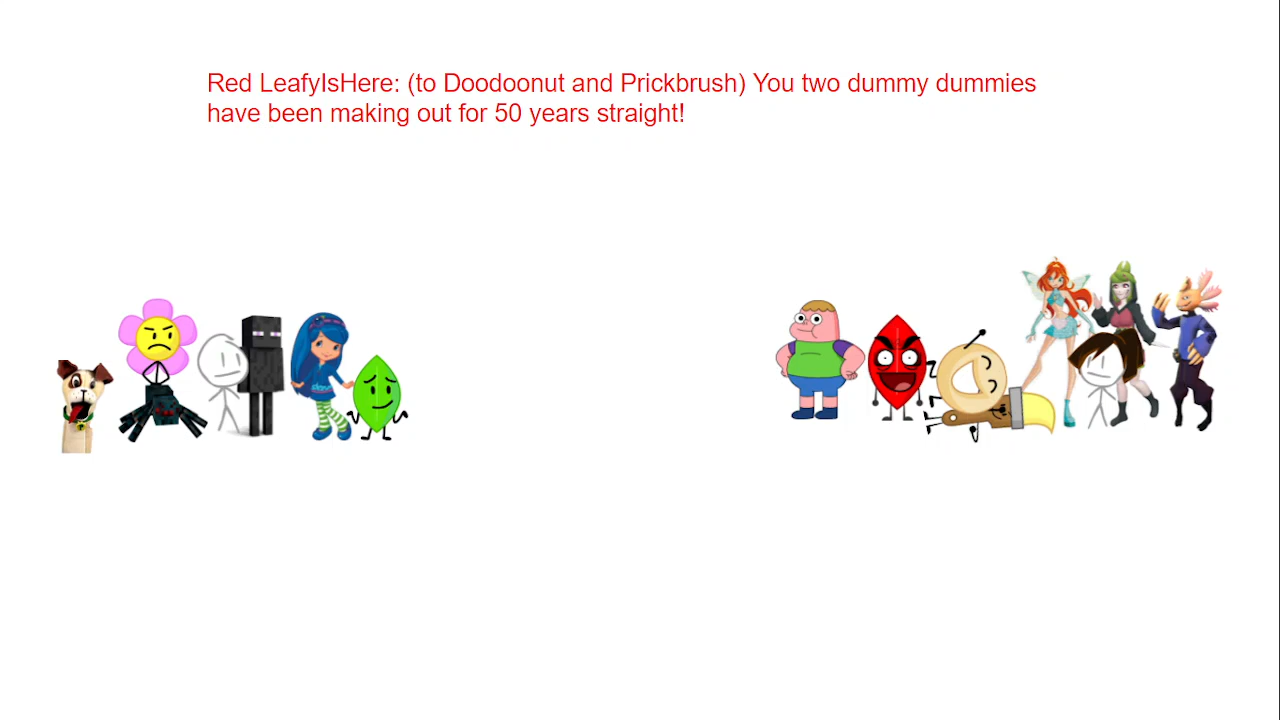 Red LeafyIsHere: (to Doodoonut and Prickbrush) You two dummy dummies
have been making out for 50 years straight!